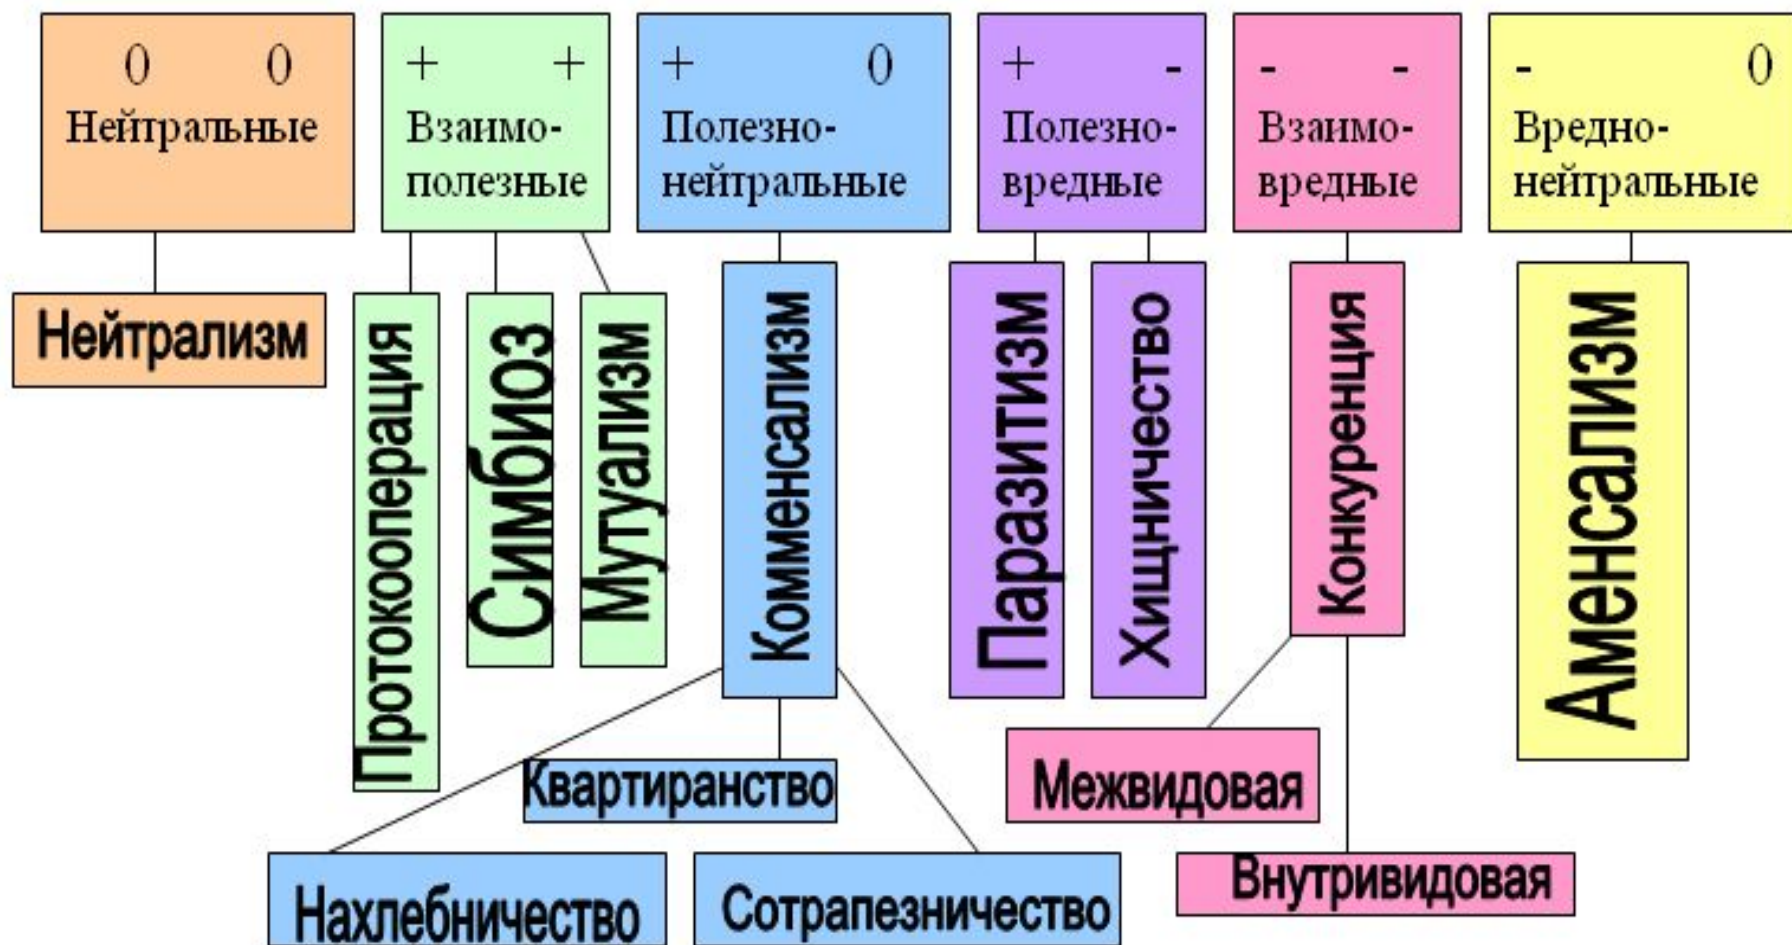 0 0
Нейтральные
+ +
Взаимо-
полезные
+ 0
Полезно-
нейтральные
+ -
Полезно-
вредные
- -
Взаимо-
вредные
- 0
Вредно-
нейтральные
Нейтрализм
Протокооперация
Симбиоз
Мутуализм
Комменсализм
Паразитизм
Хищничество
Конкуренция
Аменсализм
Квартиранство
Межвидовая
Нахлебничество
Сотрапезничество
Внутривидовая